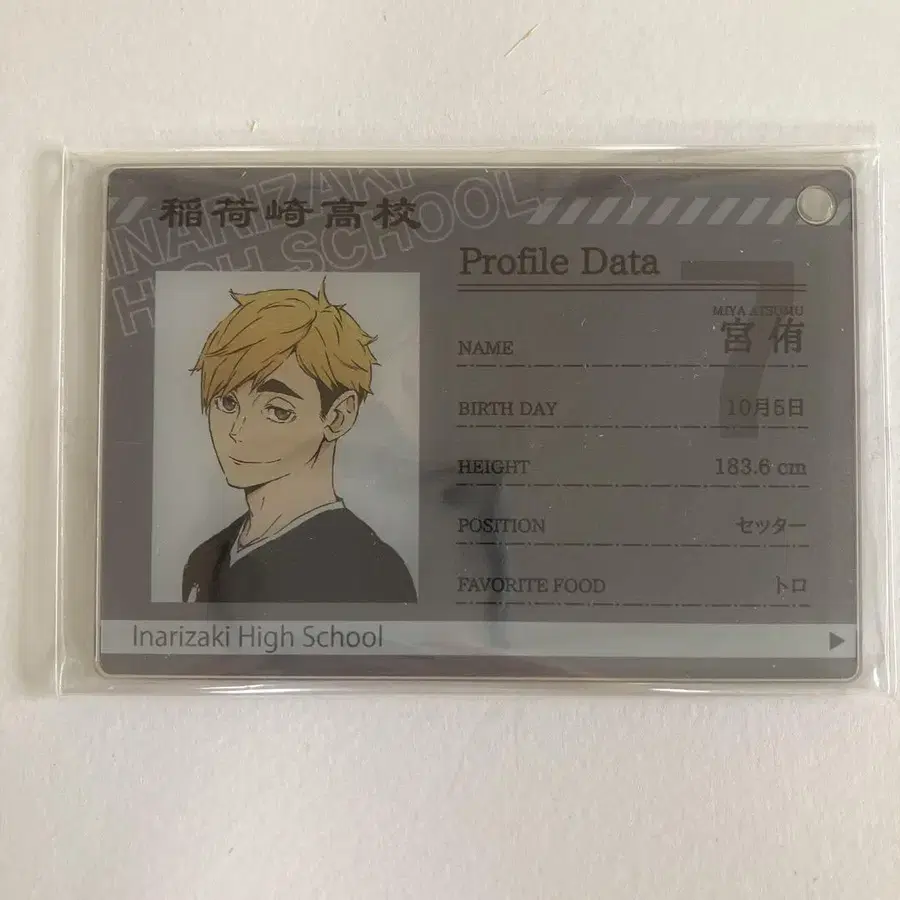 INARIZAKI
HIGH SCHOOL
稲荷崎高校
Profile Data
7
MIYA ATSUMU
NAME 宮 侑
BIRTH DAY 10月5日
HEIGHT 183.6 cm
POSITION セッター
FAVORITE FOOD トロ
Inarizaki High School